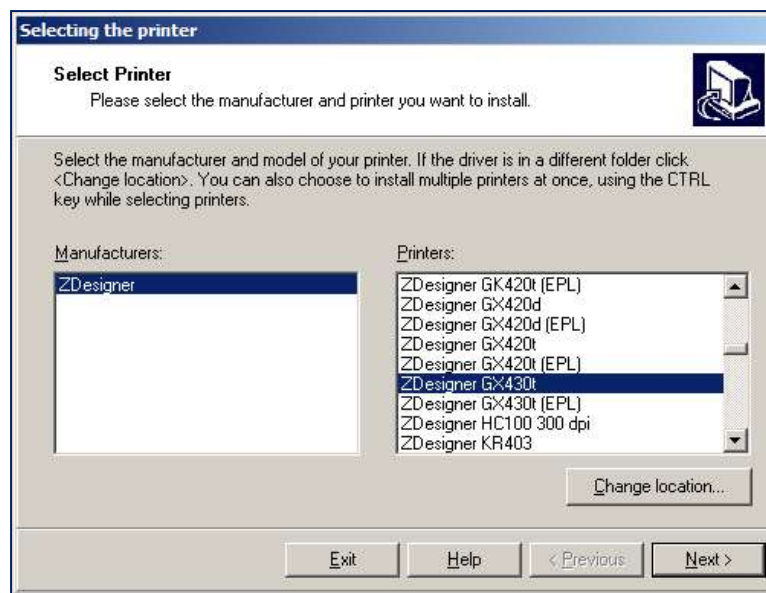 Selecting the printer
Select Printer
Please select the manufacturer and printer you want to install.
Select the manufacturer and model of your printer. If the driver is in a different folder click
<Change location>. You can also choose to install multiple printers at once, using the CTRL
key while selecting printers.
Manufacturers:
ZDesigner
Printers:
ZDesigner GK420t (EPL)
ZDesigner GX420d
ZDesigner GX420d (EPL)
ZDesigner GX420t
ZDesigner GX420t (EPL)
ZDesigner GX430t
ZDesigner GX430t (EPL)
ZDesigner HC100 300 dpi
ZDesigner KR403
Change location...
Exit
Help
< Previous
Next >